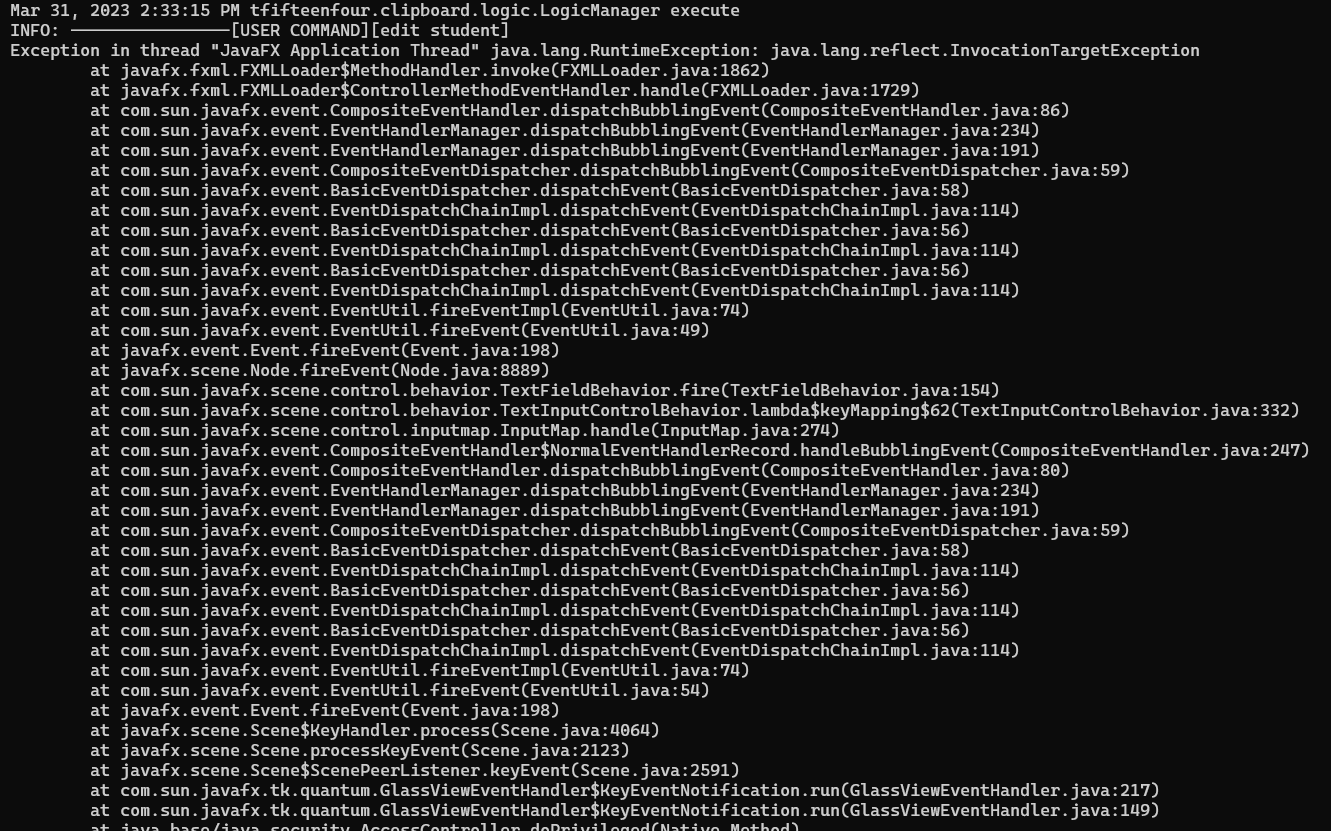 Mar 31, 2023 2:33:15 PM tfifteenfour.clipboard.logic.LogicManager execute
INFO: ————————————————[USER COMMAND][edit student]
Exception in thread "JavaFX Application Thread" java.lang.RuntimeException: java.lang.reflect.InvocationTargetException
at javafx.fxml.FXMLLoader$MethodHandler.invoke(FXMLLoader.java:1862)
at javafx.fxml.FXMLLoader$ControllerMethodEventHandler.handle(FXMLLoader.java:1729)
at com.sun.javafx.event.CompositeEventHandler.dispatchBubblingEvent(CompositeEventHandler.java:86)
at com.sun.javafx.event.EventHandlerManager.dispatchBubblingEvent(EventHandlerManager.java:234)
at com.sun.javafx.event.EventHandlerManager.dispatchBubblingEvent(EventHandlerManager.java:191)
at com.sun.javafx.event.CompositeEventDispatcher.dispatchBubblingEvent(CompositeEventDispatcher.java:59)
at com.sun.javafx.event.BasicEventDispatcher.dispatchEvent(BasicEventDispatcher.java:58)
at com.sun.javafx.event.EventDispatchChainImpl.dispatchEvent(EventDispatchChainImpl.java:114)
at com.sun.javafx.event.BasicEventDispatcher.dispatchEvent(BasicEventDispatcher.java:56)
at com.sun.javafx.event.EventDispatchChainImpl.dispatchEvent(EventDispatchChainImpl.java:114)
at com.sun.javafx.event.BasicEventDispatcher.dispatchEvent(BasicEventDispatcher.java:56)
at com.sun.javafx.event.EventDispatchChainImpl.dispatchEvent(EventDispatchChainImpl.java:114)
at com.sun.javafx.event.EventUtil.fireEventImpl(EventUtil.java:74)
at com.sun.javafx.event.EventUtil.fireEvent(EventUtil.java:49)
at javafx.event.Event.fireEvent(Event.java:198)
at javafx.scene.Node.fireEvent(Node.java:8889)
at com.sun.javafx.scene.control.behavior.TextFieldBehavior.fire(TextFieldBehavior.java:154)
at com.sun.javafx.scene.control.behavior.TextInputControlBehavior.lambda$keyMapping$62(TextInputControlBehavior.java:332)
at com.sun.javafx.scene.control.inputmap.InputMap.handle(InputMap.java:274)
at com.sun.javafx.event.CompositeEventHandler$NormalEventHandlerRecord.handleBubblingEvent(CompositeEventHandler.java:247)
at com.sun.javafx.event.CompositeEventHandler.dispatchBubblingEvent(CompositeEventHandler.java:80)
at com.sun.javafx.event.EventHandlerManager.dispatchBubblingEvent(EventHandlerManager.java:234)
at com.sun.javafx.event.EventHandlerManager.dispatchBubblingEvent(EventHandlerManager.java:191)
at com.sun.javafx.event.CompositeEventDispatcher.dispatchBubblingEvent(CompositeEventDispatcher.java:59)
at com.sun.javafx.event.BasicEventDispatcher.dispatchEvent(BasicEventDispatcher.java:58)
at com.sun.javafx.event.EventDispatchChainImpl.dispatchEvent(EventDispatchChainImpl.java:114)
at com.sun.javafx.event.BasicEventDispatcher.dispatchEvent(BasicEventDispatcher.java:56)
at com.sun.javafx.event.EventDispatchChainImpl.dispatchEvent(EventDispatchChainImpl.java:114)
at com.sun.javafx.event.BasicEventDispatcher.dispatchEvent(BasicEventDispatcher.java:56)
at com.sun.javafx.event.EventDispatchChainImpl.dispatchEvent(EventDispatchChainImpl.java:114)
at com.sun.javafx.event.EventUtil.fireEventImpl(EventUtil.java:74)
at com.sun.javafx.event.EventUtil.fireEvent(EventUtil.java:54)
at javafx.event.Event.fireEvent(Event.java:198)
at javafx.scene.Scene$KeyHandler.process(Scene.java:4064)
at javafx.scene.Scene.processKeyEvent(Scene.java:2123)
at javafx.scene.Scene$ScenePeerListener.keyEvent(Scene.java:2591)
at com.sun.javafx.tk.quantum.GlassViewEventHandler$KeyEventNotification.run(GlassViewEventHandler.java:217)
at com.sun.javafx.tk.quantum.GlassViewEventHandler$KeyEventNotification.run(GlassViewEventHandler.java:149)
at java.base/java.security.AccessController.doPrivileged(Native Method)